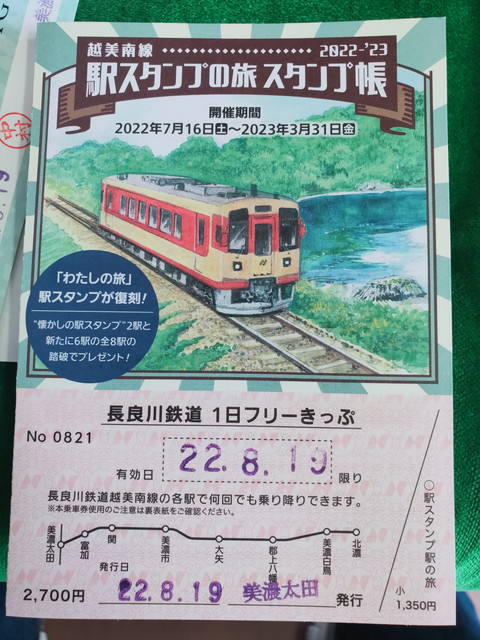 越美南線
2022-'23
駅スタンプの旅 スタンプ帳
開催期間
2022年7月16日土〜2023年3月31日金
「わたしの旅」
駅スタンプが復刻!
"懐かしの駅スタンプ"2駅と
新たに6駅の全8駅の
踏破でプレゼント!
長良川鉄道 1日フリーきっぷ
No 0821
有効日
22.8.19
限り
長良川鉄道越美南線の各駅で何回でも乗り降りできます。
※本乗車券使用のご注意は裏表紙をご確認ください。
美濃太田
富加
関
美濃市
大矢
郡上八幡
美濃白鳥
北濃
2,700円
発行日
22.8.19
美濃太田
発行
〇駅スタンプ駅の旅
小
1,350円
中村
19